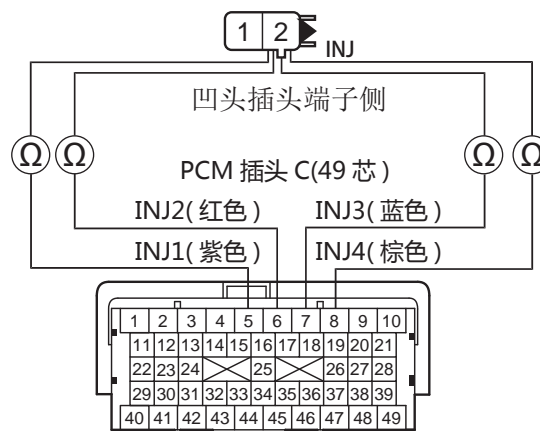 1 2
INJ
凹头插头端子侧
Ω Ω Ω Ω
PCM 插头 C(49 芯 )
INJ2( 红色 ) INJ3( 蓝色 )
INJ1( 紫色 ) INJ4( 棕色 )
1 2 3 4 5 6 7 8 9 10
11 12 13 14 15 16 17 18 19 20 21
22 23 24 25 26 27 28
29 30 31 32 33 34 35 36 37 38 39
40 41 42 43 44 45 46 47 48 49